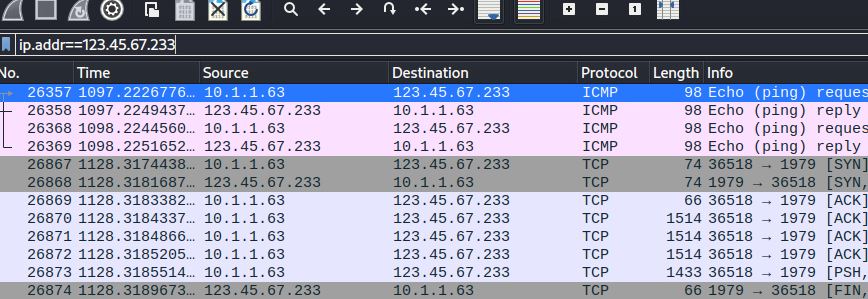 ip.addr==123.45.67.233
No. Time Source Destination Protocol Length Info
26357 1097.2226776… 10.1.1.63 123.45.67.233 ICMP 98 Echo (ping) reques
26358 1097.2249437… 123.45.67.233 10.1.1.63 ICMP 98 Echo (ping) reply
26368 1098.2244560… 10.1.1.63 123.45.67.233 ICMP 98 Echo (ping) reques
26369 1098.2251652… 123.45.67.233 10.1.1.63 ICMP 98 Echo (ping) reply
26867 1128.3174438… 10.1.1.63 123.45.67.233 TCP 74 36518 → 1979 [SYN]
26868 1128.3181687… 123.45.67.233 10.1.1.63 TCP 74 1979 → 36518 [SYN,
26869 1128.3183382… 10.1.1.63 123.45.67.233 TCP 66 36518 → 1979 [ACK]
26870 1128.3184337… 10.1.1.63 123.45.67.233 TCP 1514 36518 → 1979 [ACK]
26871 1128.3184866… 10.1.1.63 123.45.67.233 TCP 1514 36518 → 1979 [ACK]
26872 1128.3185205… 10.1.1.63 123.45.67.233 TCP 1514 36518 → 1979 [ACK]
26873 1128.3185514… 10.1.1.63 123.45.67.233 TCP 1433 36518 → 1979 [PSH,
26874 1128.3189673… 123.45.67.233 10.1.1.63 TCP 66 1979 → 36518 [FIN,